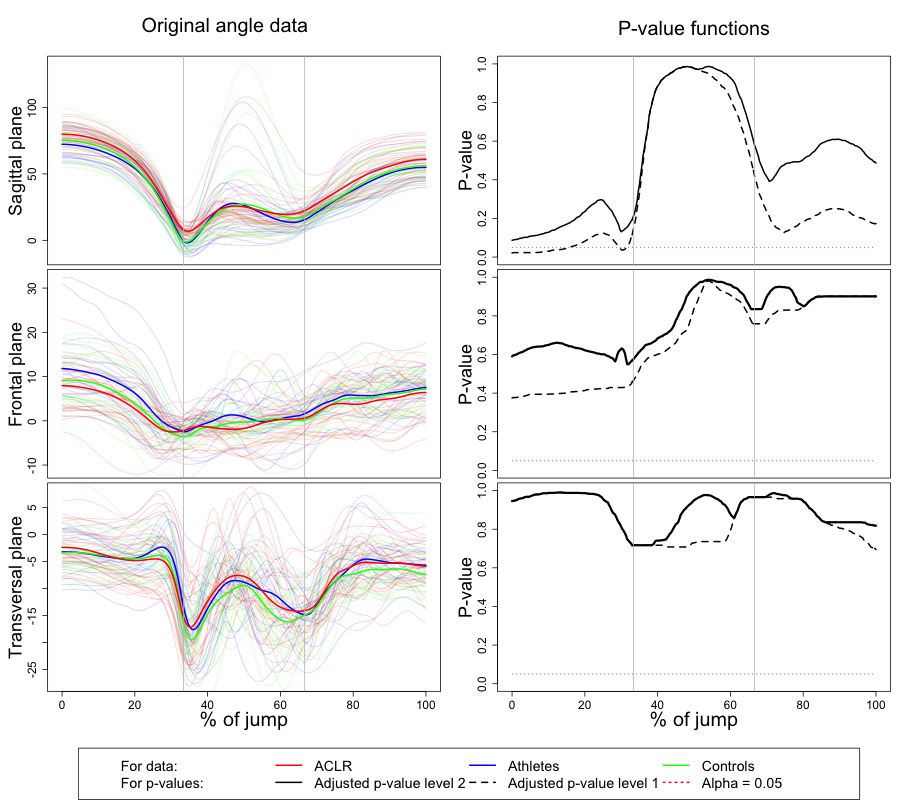 Original angle data
P-value functions
Sagittal plane
0 50 100
P-value
0.0 0.2 0.4 0.6 0.8 1.0
Frontal plane
-10 0 10 20 30
P-value
0.0 0.2 0.4 0.6 0.8 1.0
Transversal plane
-25 -15 -5 0 5
P-value
0.0 0.2 0.4 0.6 0.8 1.0
0 20 40 60 80 100
0 20 40 60 80 100
% of jump
% of jump
For data: ACLR Athletes Controls
For p-values: Adjusted p-value level 2 Adjusted p-value level 1 Alpha = 0.05